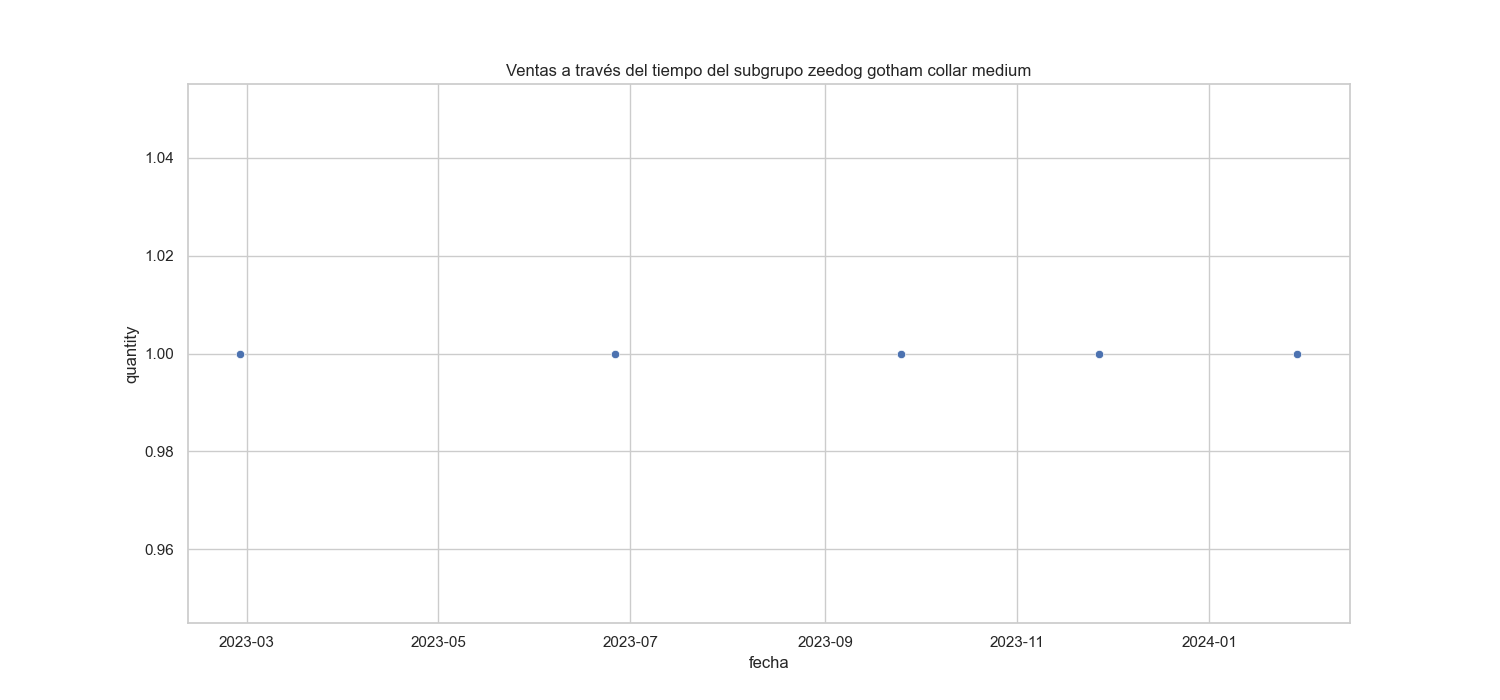 Ventas a través del tiempo del subgrupo zeedog gotham collar medium
1.04
1.02
1.00
0.98
0.96
quantity
2023-03 2023-05 2023-07 2023-09 2023-11 2024-01
fecha